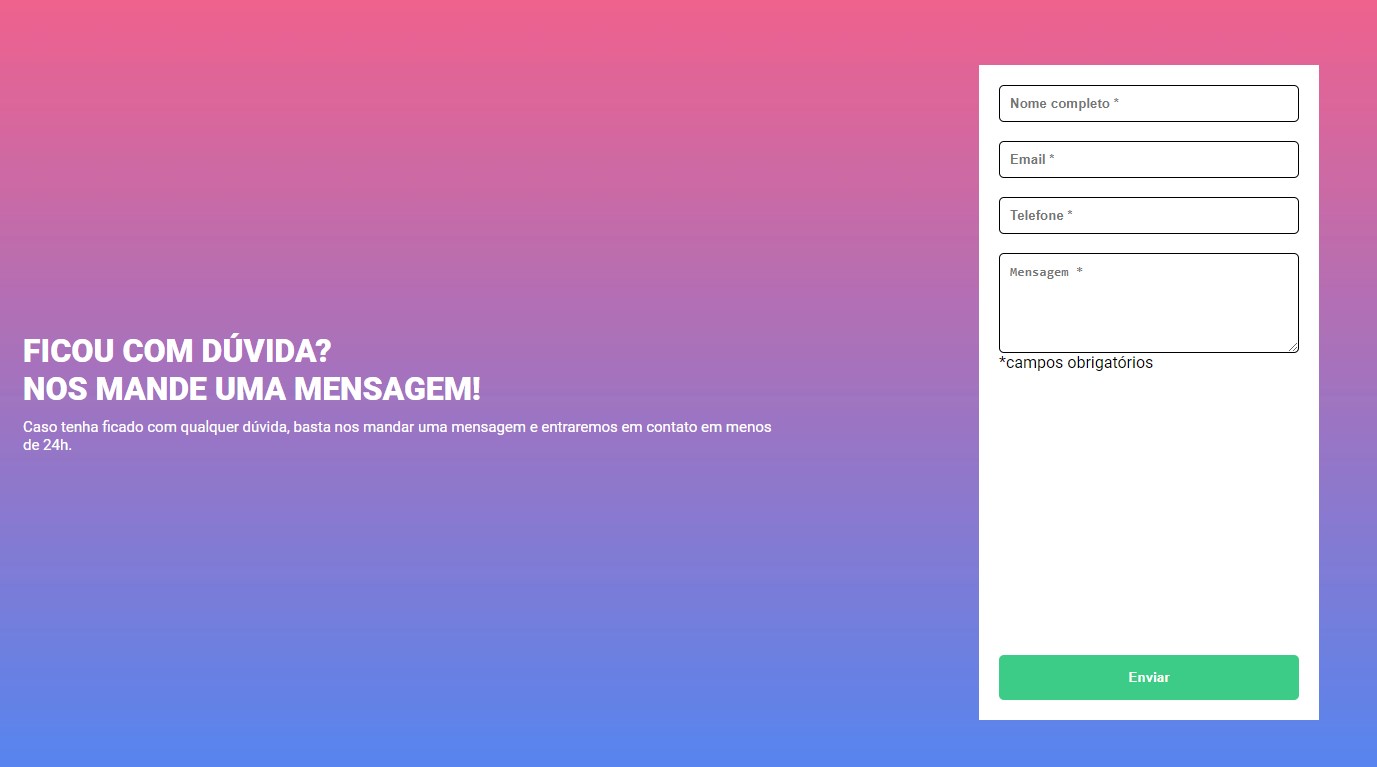 FICOU COM DÚVIDA?
NOS MANDE UMA MENSAGEM!
Caso tenha ficado com qualquer dúvida, basta nos mandar uma mensagem e entraremos em contato em menos
de 24h.
Nome completo *
Email *
Telefone *
Mensagem *
*campos obrigatórios
Enviar